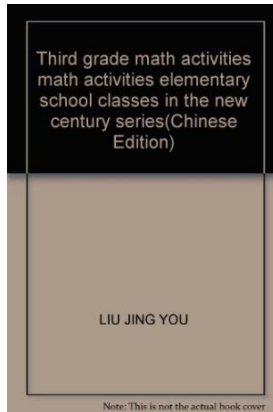 Third grade math activities
math activities elementary
school classes in the new
century series(Chinese
Edition)
LIU JING YOU
Note: This is not the actual book cover